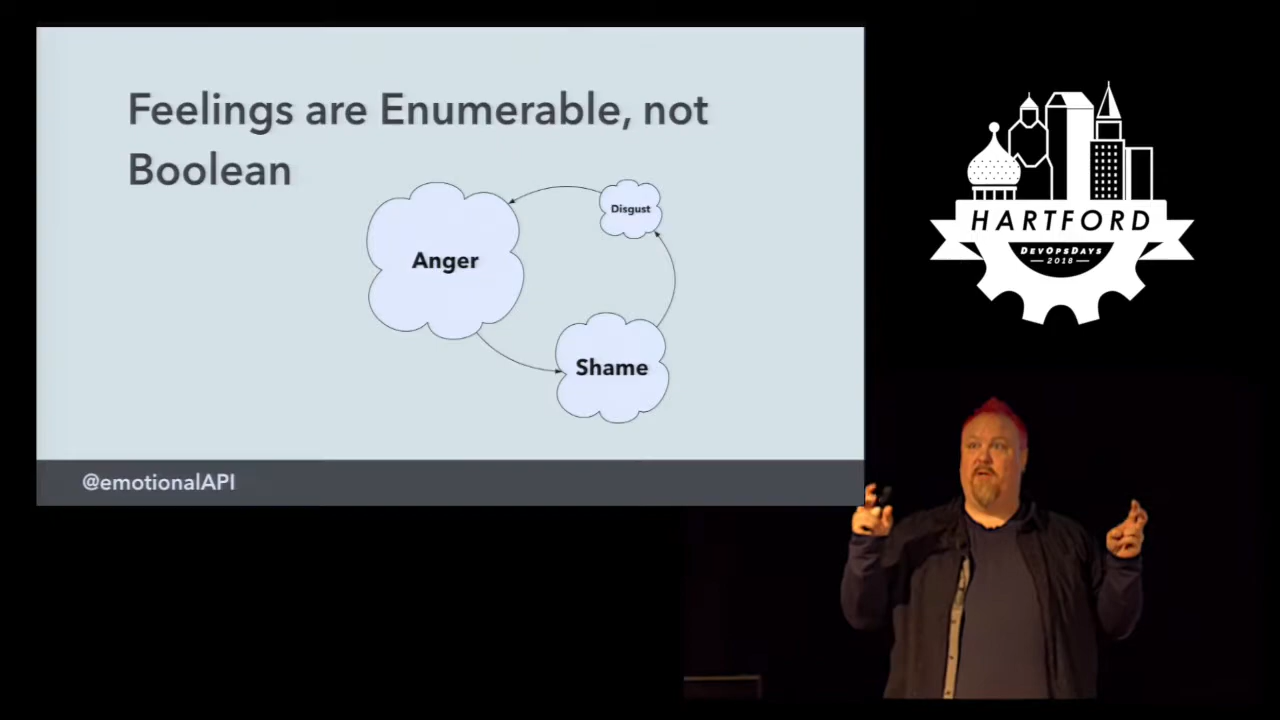 Feelings are Enumerable, not
Boolean
Disgust
Anger
Shame
@emotionalAPI
HARTFORD
DEVOPSDAYS
2018